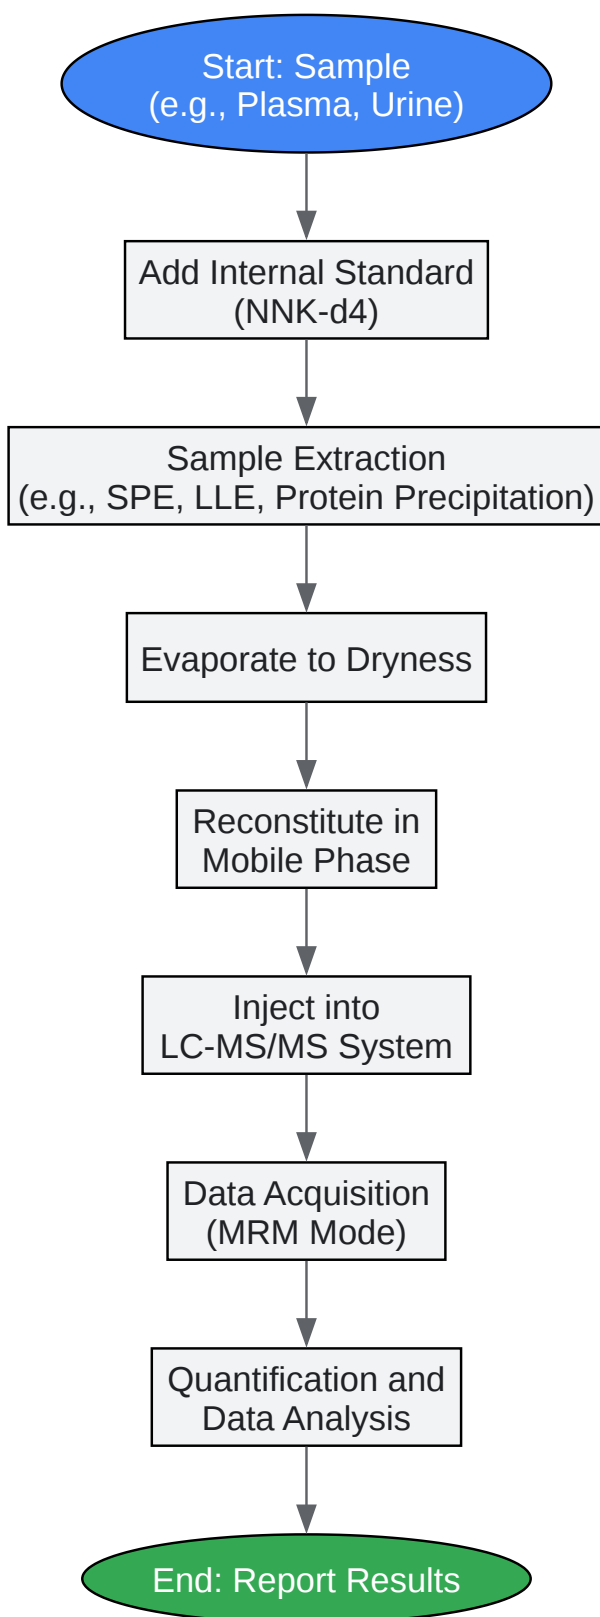 Start: Sample
(e.g., Plasma, Urine)
Add Internal Standard
(NNK-d4)
Sample Extraction
(e.g., SPE, LLE, Protein Precipitation)
Evaporate to Dryness
Reconstitute in
Mobile Phase
Inject into
LC-MS/MS System
Data Acquisition
(MRM Mode)
Quantification and
Data Analysis
End: Report Results